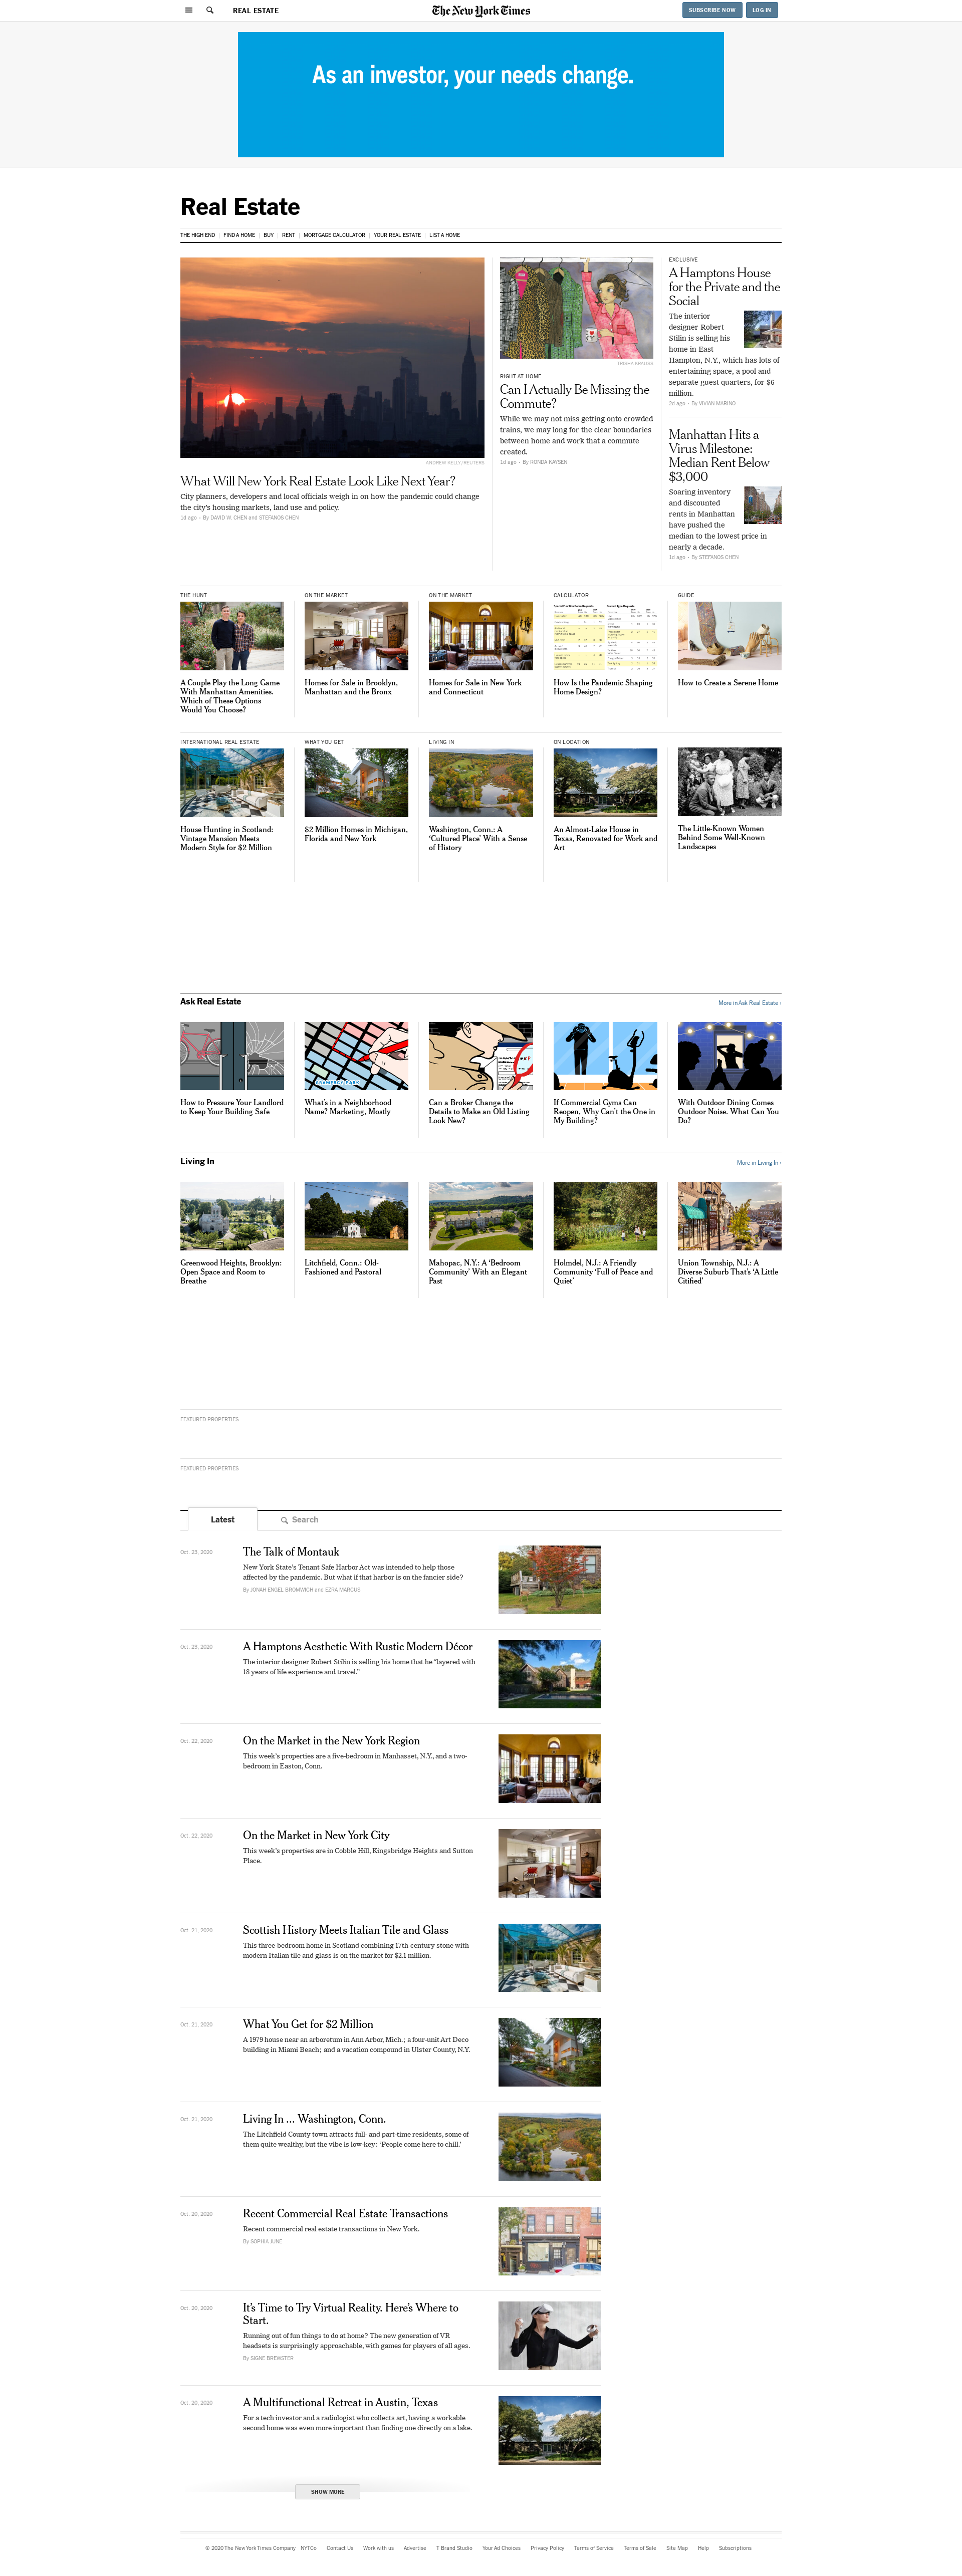 REAL ESTATE
The New York Times
SUBSCRIBE NOW
LOG IN
As an investor, your needs change.
Real Estate
THE HIGH END
FIND A HOME
BUY
RENT
MORTGAGE CALCULATOR
YOUR REAL ESTATE
LIST A HOME
ANDREW KELLY/REUTERS
What Will New York Real Estate Look Like Next Year?
City planners, developers and local officials weigh in on how the pandemic could change
the city's housing markets, land use and policy.
1d ago - By DAVID W. CHEN and STEFANOS CHEN
TRISHA KRAUSS
RIGHT AT HOME
Can I Actually Be Missing the
Commute?
While we may not miss getting onto crowded
trains, we may long for the clear boundaries
between home and work that a commute
created.
1d ago - By RONDA KAYSEN
EXCLUSIVE
A Hamptons House
for the Private and the
Social
The interior
designer Robert
Stilin is selling his
home in East
Hampton, N.Y., which has lots of
entertaining space, a pool and
separate guest quarters, for $6
million.
2d ago - By VIVIAN MARINO
Manhattan Hits a
Virus Milestone:
Median Rent Below
$3,000
Soaring inventory
and discounted
rents in Manhattan
have pushed the
median to the lowest price in
nearly a decade.
1d ago - By STEFANOS CHEN
THE HUNT
A Couple Play the Long Game
With Manhattan Amenities.
Which of These Options
Would You Choose?
ON THE MARKET
Homes for Sale in Brooklyn,
Manhattan and the Bronx
ON THE MARKET
Homes for Sale in New York
and Connecticut
CALCULATOR
How Is the Pandemic Shaping
Home Design?
GUIDE
How to Create a Serene Home
INTERNATIONAL REAL ESTATE
House Hunting in Scotland:
Vintage Mansion Meets
Modern Style for $2 Million
WHAT YOU GET
$2 Million Homes in Michigan,
Florida and New York
LIVING IN
Washington, Conn.: A
'Cultured Place' With a Sense
of History
ON LOCATION
An Almost-Lake House in
Texas, Renovated for Work and
Art
The Little-Known Women
Behind Some Well-Known
Landscapes
Ask Real Estate
More in Ask Real Estate ›
How to Pressure Your Landlord
to Keep Your Building Safe
GRAMERCY PARK
What's in a Neighborhood
Name? Marketing, Mostly
Can a Broker Change the
Details to Make an Old Listing
Look New?
If Commercial Gyms Can
Reopen, Why Can't the One in
My Building?
With Outdoor Dining Comes
Outdoor Noise. What Can You
Do?
Living In
More in Living In ›
Greenwood Heights, Brooklyn:
Open Space and Room to
Breathe
Litchfield, Conn.: Old-
Fashioned and Pastoral
Mahopac, N.Y.: A 'Bedroom
Community' With an Elegant
Past
Holmdel, N.J.: A Friendly
Community 'Full of Peace and
Quiet'
Union Township, N.J.: A
Diverse Suburb That's 'A Little
Citified'
FEATURED PROPERTIES
FEATURED PROPERTIES
Latest
Search
Oct. 23, 2020
The Talk of Montauk
New York State's Tenant Safe Harbor Act was intended to help those
affected by the pandemic. But what if that harbor is on the fancier side?
By JONAH ENGEL BROMWICH and EZRA MARCUS
Oct. 23, 2020
A Hamptons Aesthetic With Rustic Modern Décor
The interior designer Robert Stilin is selling his home that he "layered with
18 years of life experience and travel."
Oct. 22, 2020
On the Market in the New York Region
This week's properties are a five-bedroom in Manhasset, N.Y., and a two-
bedroom in Easton, Conn.
Oct. 22, 2020
On the Market in New York City
This week's properties are in Cobble Hill, Kingsbridge Heights and Sutton
Place.
Oct. 21, 2020
Scottish History Meets Italian Tile and Glass
This three-bedroom home in Scotland combining 17th-century stone with
modern Italian tile and glass is on the market for $2.1 million.
Oct. 21, 2020
What You Get for $2 Million
A 1979 house near an arboretum in Ann Arbor, Mich.; a four-unit Art Deco
building in Miami Beach; and a vacation compound in Ulster County, N.Y.
Oct. 21, 2020
Living In ... Washington, Conn.
The Litchfield County town attracts full- and part-time residents, some of
them quite wealthy, but the vibe is low-key: 'People come here to chill.'
Oct. 20, 2020
Recent Commercial Real Estate Transactions
Recent commercial real estate transactions in New York.
By SOPHIA JUNE
Oct. 20, 2020
It's Time to Try Virtual Reality. Here's Where to
Start.
Running out of fun things to do at home? The new generation of VR
headsets is surprisingly approachable, with games for players of all ages.
By SIGNE BREWSTER
Oct. 20, 2020
A Multifunctional Retreat in Austin, Texas
For a tech investor and a radiologist who collects art, having a workable
second home was even more important than finding one directly on a lake.
SHOW MORE
© 2020 The New York Times Company
NYTCo
Contact Us
Work with us
Advertise
T Brand Studio
Your Ad Choices
Privacy Policy
Terms of Service
Terms of Sale
Site Map
Help
Subscriptions